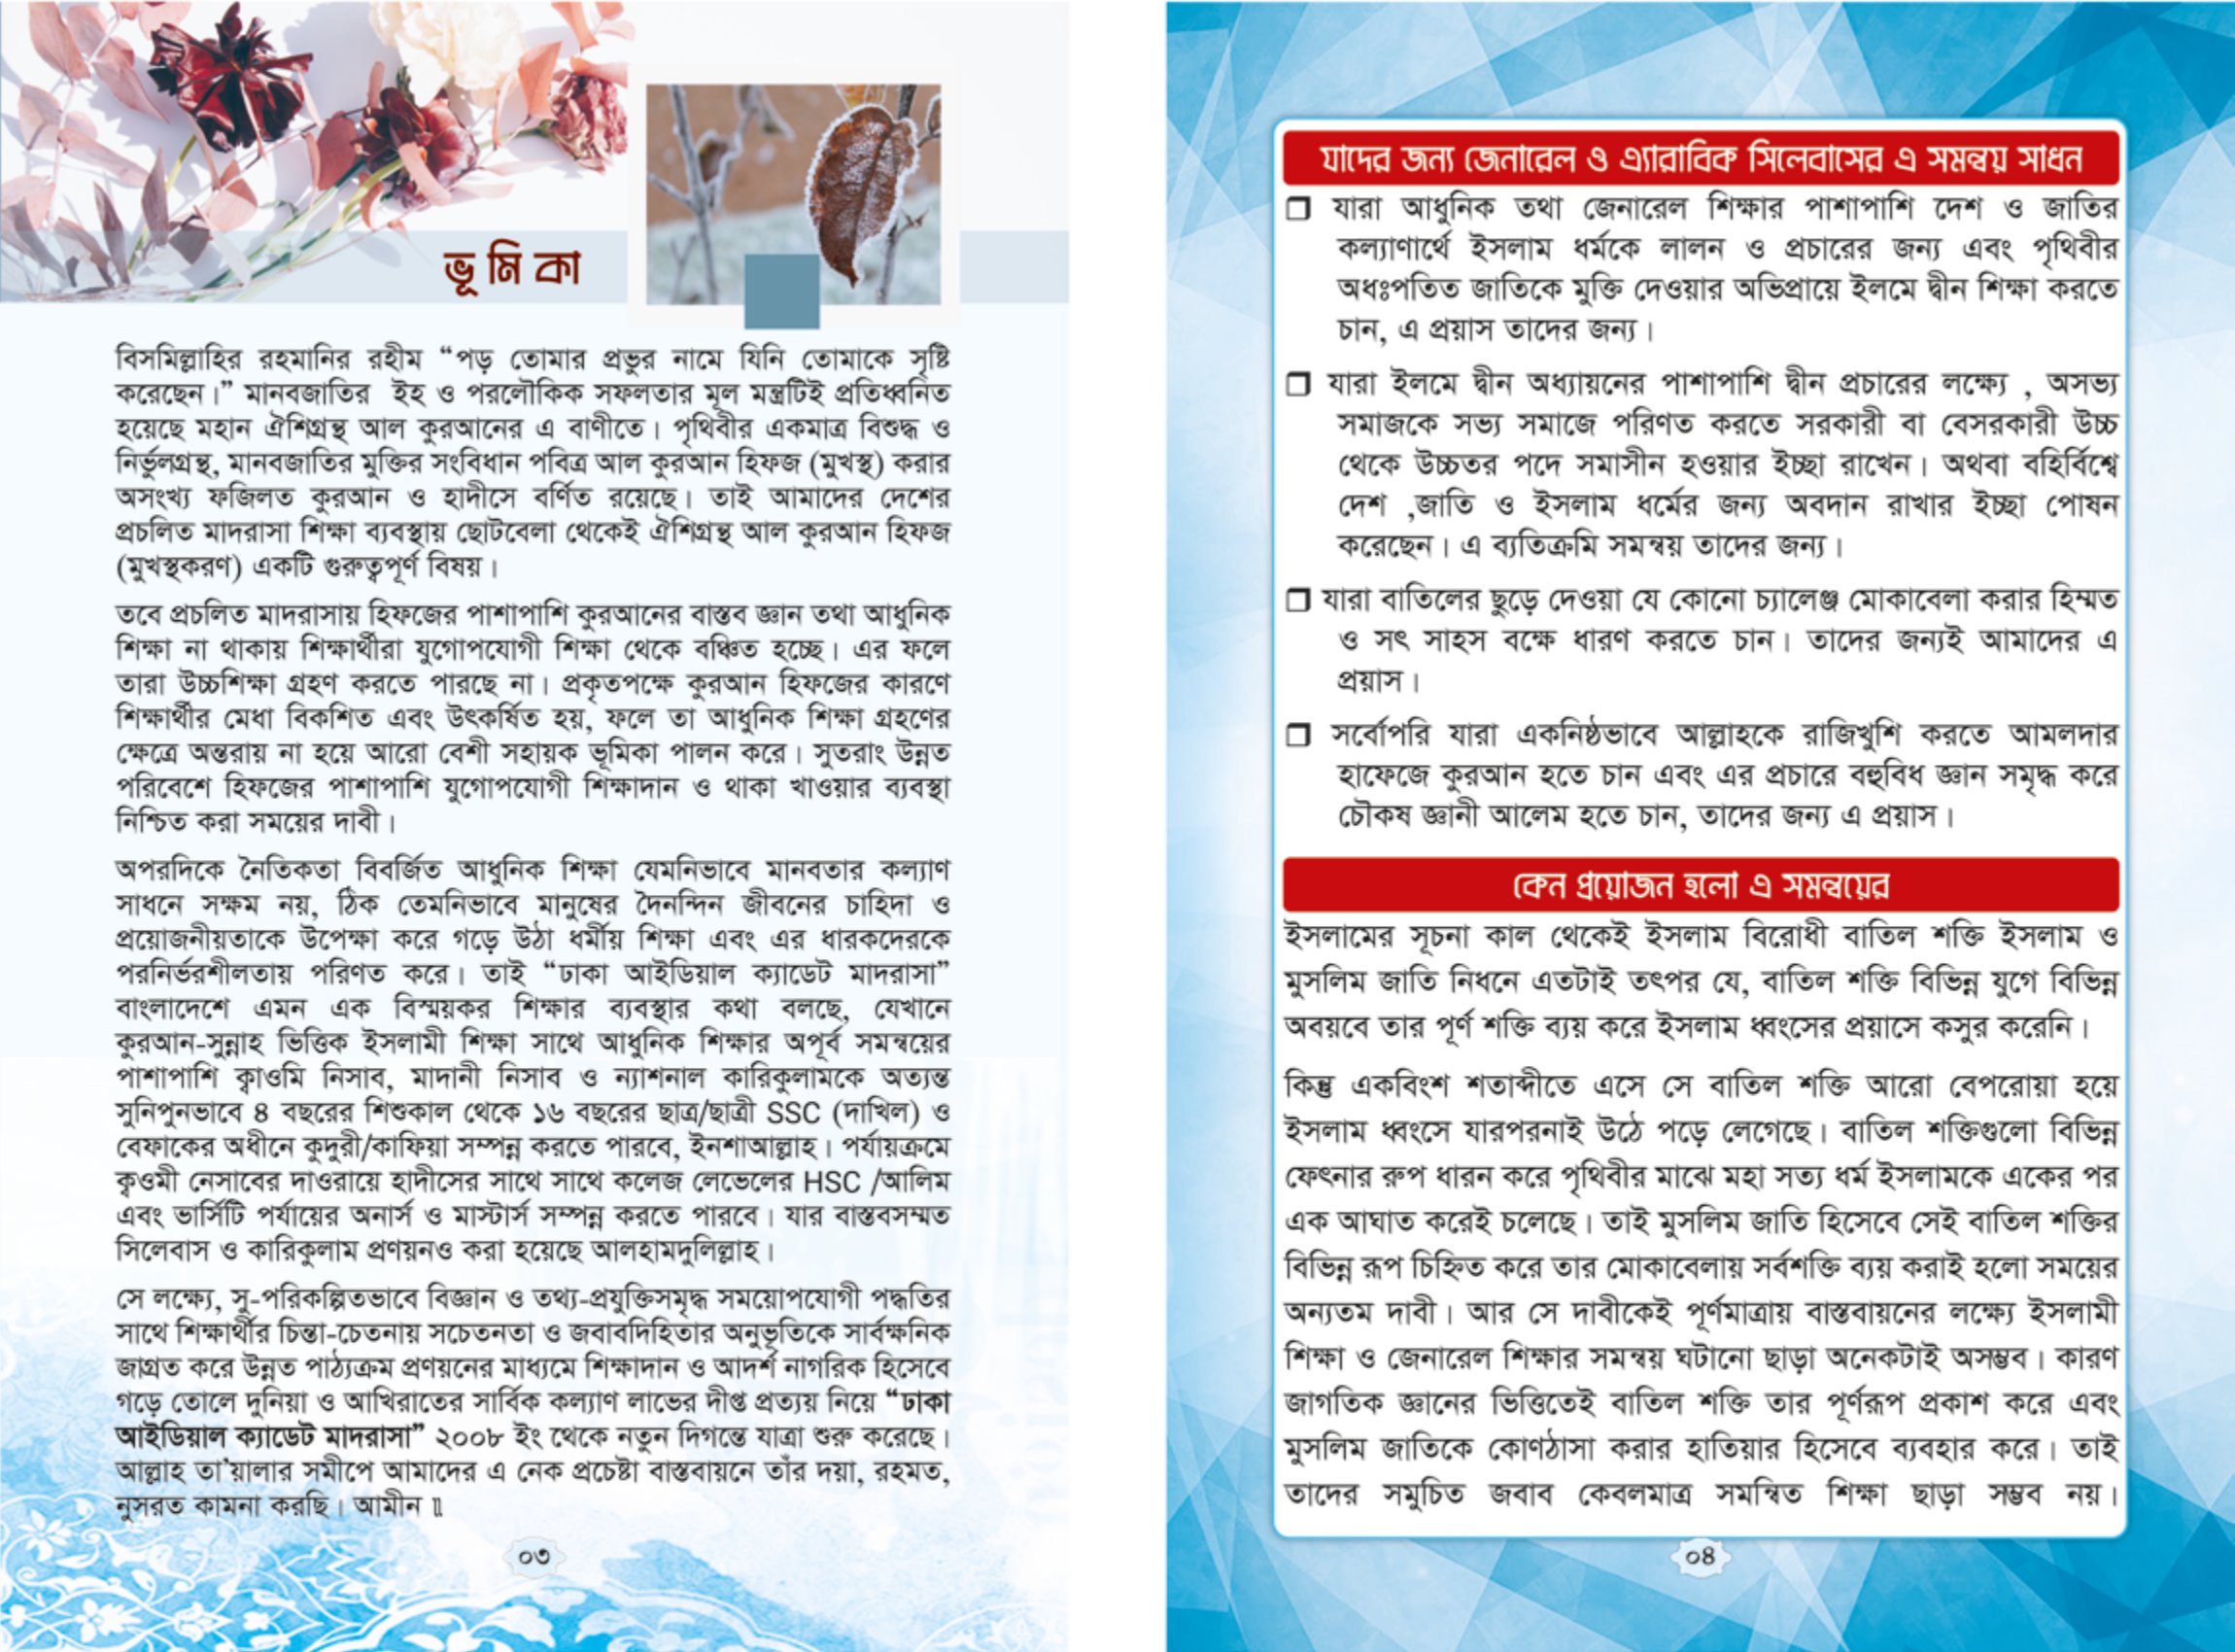 ভূমিকা
বিসমিল্লাহির রহমানির রহীম “পড় তোমার প্রভুর নামে যিনি তোমাকে সৃষ্টি
করেছেন।” মানবজাতির ইহ ও পরলৌকিক সফলতার মূল মন্ত্রটিই প্রতিধ্বনিত
হয়েছে মহান ঐশিগ্রন্থ আল কুরআনের এ বাণীতে। পৃথিবীর একমাত্র বিশুদ্ধ ও
নির্ভুলগ্রন্থ, মানবজাতির মুক্তির সংবিধান পবিত্র আল কুরআন হিফজ (মুখস্থ) করার
অসংখ্য ফজিলত কুরআন ও হাদীসে বর্ণিত রয়েছে। তাই আমাদের দেশের
প্রচলিত মাদরাসা শিক্ষা ব্যবস্থায় ছোটবেলা থেকেই ঐশিগ্রন্থ আল কুরআন হিফজ
(মুখস্থকরণ) একটি গুরুত্বপূর্ণ বিষয়।
তবে প্রচলিত মাদরাসায় হিফজের পাশাপাশি কুরআনের বাস্তব জ্ঞান তথা আধুনিক
শিক্ষা না থাকায় শিক্ষার্থীরা যুগোপযোগী শিক্ষা থেকে বঞ্চিত হচ্ছে। এর ফলে
তারা উচ্চশিক্ষা গ্রহণ করতে পারছে না। প্রকৃতপক্ষে কুরআন হিফজের কারণে
শিক্ষার্থীর মেধা বিকশিত এবং উৎকর্ষিত হয়, ফলে তা আধুনিক শিক্ষা গ্রহণের
ক্ষেত্রে অন্তরায় না হয়ে আরো বেশী সহায়ক ভূমিকা পালন করে। সুতরাং উন্নত
পরিবেশে হিফজের পাশাপাশি যুগোপযোগী শিক্ষাদান ও থাকা খাওয়ার ব্যবস্থা
নিশ্চিত করা সময়ের দাবী।
অপরদিকে নৈতিকতা বিবর্জিত আধুনিক শিক্ষা যেমনিভাবে মানবতার কল্যাণ
সাধনে সক্ষম নয়, ঠিক তেমনিভাবে মানুষের দৈনন্দিন জীবনের চাহিদা ও
প্রয়োজনীয়তাকে উপেক্ষা করে গড়ে উঠা ধর্মীয় শিক্ষা এবং এর ধারকদেরকে
পরনির্ভরশীলতায় পরিণত করে। তাই “ঢাকা আইডিয়াল ক্যাডেট মাদরাসা”
বাংলাদেশে এমন এক বিস্ময়কর শিক্ষার ব্যবস্থার কথা বলছে, যেখানে
কুরআন-সুন্নাহ ভিত্তিক ইসলামী শিক্ষা সাথে আধুনিক শিক্ষার অপূর্ব সমন্বয়ের
পাশাপাশি ক্বাওমি নিসাব, মাদানী নিসাব ও ন্যাশনাল কারিকুলামকে অত্যন্ত
সুনিপুনভাবে ৪ বছরের শিশুকাল থেকে ১৬ বছরের ছাত্র/ছাত্রী SSC (দাখিল) ও
বেফাকের অধীনে কুদুরী/কাফিয়া সম্পন্ন করতে পারবে, ইনশাআল্লাহ। পর্যায়ক্রমে
ক্বওমী নেসাবের দাওরায়ে হাদীসের সাথে সাথে কলেজ লেভেলের HSC /আলিম
এবং ভার্সিটি পর্যায়ের অনার্স ও মাস্টার্স সম্পন্ন করতে পারবে। যার বাস্তবসম্মত
সিলেবাস ও কারিকুলাম প্রণয়নও করা হয়েছে আলহামদুলিল্লাহ।
সে লক্ষ্যে, সু-পরিকল্পিতভাবে বিজ্ঞান ও তথ্য-প্রযুক্তিসমৃদ্ধ সময়োপযোগী পদ্ধতির
সাথে শিক্ষার্থীর চিন্তা-চেতনায় সচেতনতা ও জবাবদিহিতার অনুভূতিকে সার্বক্ষনিক
জাগ্রত করে উন্নত পাঠ্যক্রম প্রণয়নের মাধ্যমে শিক্ষাদান ও আদর্শ নাগরিক হিসেবে
গড়ে তোলে দুনিয়া ও আখিরাতের সার্বিক কল্যাণ লাভের দীপ্ত প্রত্যয় নিয়ে “ঢাকা
আইডিয়াল ক্যাডেট মাদরাসা” ২০০৮ ইং থেকে নতুন দিগন্তে যাত্রা শুরু করেছে।
আল্লাহ তা'য়ালার সমীপে আমাদের এ নেক প্রচেষ্টা বাস্তবায়নে তাঁর দয়া, রহমত,
নুসরত কামনা করছি। আমীন॥
০৩
যাদের জন্য জেনারেল ও এ্যারাবিক সিলেবাসের এ সমন্বয় সাধন
❐ যারা আধুনিক তথা জেনারেল শিক্ষার পাশাপাশি দেশ ও জাতির
কল্যাণার্থে ইসলাম ধর্মকে লালন ও প্রচারের জন্য এবং পৃথিবীর
অধঃপতিত জাতিকে মুক্তি দেওয়ার অভিপ্রায়ে ইলমে দ্বীন শিক্ষা করতে
চান, এ প্রয়াস তাদের জন্য।
❐ যারা ইলমে দ্বীন অধ্যায়নের পাশাপাশি দ্বীন প্রচারের লক্ষ্যে , অসভ্য
সমাজকে সভ্য সমাজে পরিণত করতে সরকারী বা বেসরকারী উচ্চ
থেকে উচ্চতর পদে সমাসীন হওয়ার ইচ্ছা রাখেন। অথবা বহির্বিশ্বে
দেশ ,জাতি ও ইসলাম ধর্মের জন্য অবদান রাখার ইচ্ছা পোষন
করেছেন। এ ব্যতিক্রমি সমন্বয় তাদের জন্য।
❐ যারা বাতিলের ছুড়ে দেওয়া যে কোনো চ্যালেঞ্জ মোকাবেলা করার হিম্মত
ও সৎ সাহস বক্ষে ধারণ করতে চান। তাদের জন্যই আমাদের এ
প্রয়াস।
❐ সর্বোপরি যারা একনিষ্ঠভাবে আল্লাহকে রাজিখুশি করতে আমলদার
হাফেজে কুরআন হতে চান এবং এর প্রচারে বহুবিধ জ্ঞান সমৃদ্ধ করে
চৌকষ জ্ঞানী আলেম হতে চান, তাদের জন্য এ প্রয়াস।
কেন প্রয়োজন হলো এ সমন্বয়ের
ইসলামের সূচনা কাল থেকেই ইসলাম বিরোধী বাতিল শক্তি ইসলাম ও
মুসলিম জাতি নিধনে এতটাই তৎপর যে, বাতিল শক্তি বিভিন্ন যুগে বিভিন্ন
অবয়বে তার পূর্ণ শক্তি ব্যয় করে ইসলাম ধ্বংসের প্রয়াসে কসুর করেনি।
কিন্তু একবিংশ শতাব্দীতে এসে সে বাতিল শক্তি আরো বেপরোয়া হয়ে
ইসলাম ধ্বংসে যারপরনাই উঠে পড়ে লেগেছে। বাতিল শক্তিগুলো বিভিন্ন
ফেৎনার রুপ ধারন করে পৃথিবীর মাঝে মহা সত্য ধর্ম ইসলামকে একের পর
এক আঘাত করেই চলেছে। তাই মুসলিম জাতি হিসেবে সেই বাতিল শক্তির
বিভিন্ন রূপ চিহ্নিত করে তার মোকাবেলায় সর্বশক্তি ব্যয় করাই হলো সময়ের
অন্যতম দাবী। আর সে দাবীকেই পূর্ণমাত্রায় বাস্তবায়নের লক্ষ্যে ইসলামী
শিক্ষা ও জেনারেল শিক্ষার সমন্বয় ঘটানো ছাড়া অনেকটাই অসম্ভব। কারণ
জাগতিক জ্ঞানের ভিত্তিতেই বাতিল শক্তি তার পূর্ণরূপ প্রকাশ করে এবং
মুসলিম জাতিকে কোণঠাসা করার হাতিয়ার হিসেবে ব্যবহার করে। তাই
তাদের সমুচিত জবাব কেবলমাত্র সমন্বিত শিক্ষা ছাড়া সম্ভব নয়।
০৪